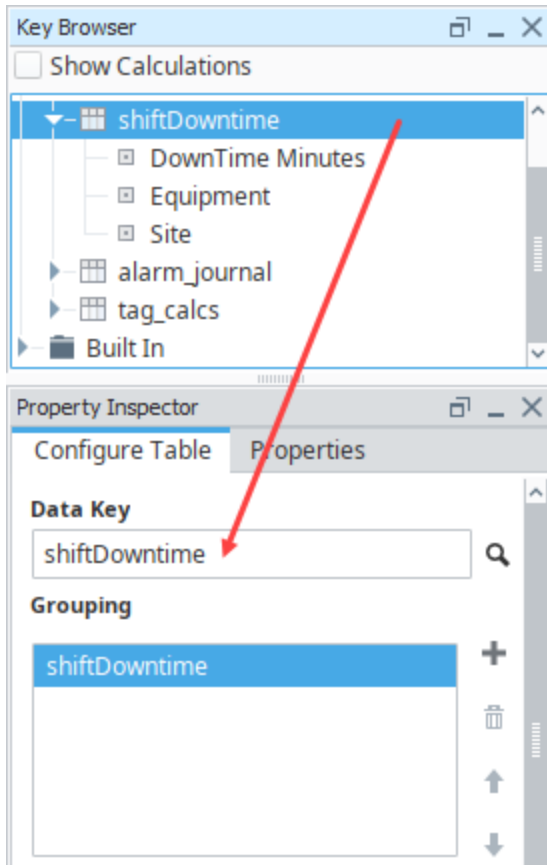 Key Browser
Show Calculations
shiftDowntime
DownTime Minutes
Equipment
Site
alarm_journal
tag_calcs
Built In
Property Inspector
Configure Table Properties
Data Key
shiftDowntime
Grouping
shiftDowntime